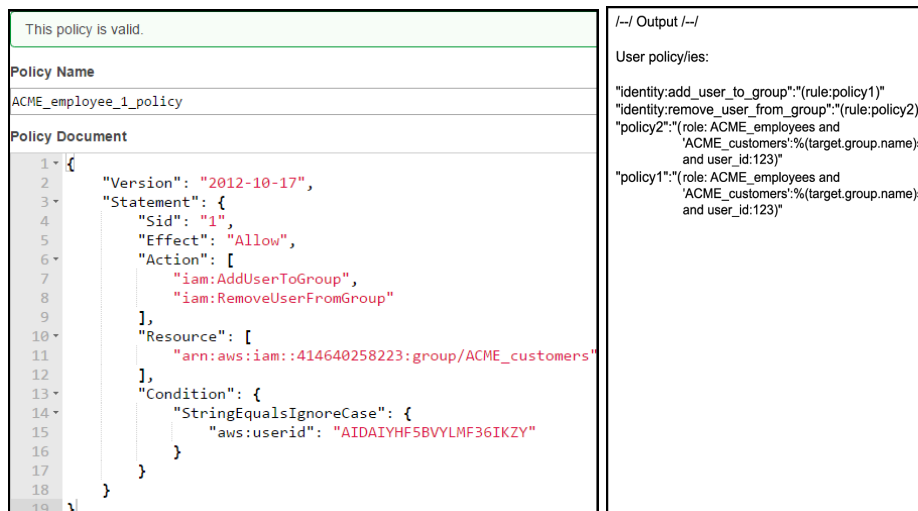 This policy is valid.
Policy Name
ACME_employee_1_policy
Policy Document
1 {
2 "Version": "2012-10-17",
3 "Statement": {
4 "Sid": "1",
5 "Effect": "Allow",
6 "Action": [
7 "iam:AddUserToGroup",
8 "iam:RemoveUserFromGroup"
9 ],
10 "Resource": [
11 "arn:aws:iam::414640258223:group/ACME_customers"
12 ],
13 "Condition": {
14 "StringEqualsIgnoreCase": {
15 "aws:userid": "AIDAIYHF5BVYLMF36IKZY"
16 }
17 }
18 }
19 }
/--/ Output /--/
User policy/ies:
"identity:add_user_to_group":"(rule:policy1)"
"identity:remove_user_from_group":"(rule:policy2)
"policy2":"( role: ACME_employees and
'ACME_customers':%(target.group.name)s
and user_id:123)"
"policy1":"( role: ACME_employees and
'ACME_customers':%(target.group.name)s
and user_id:123)"